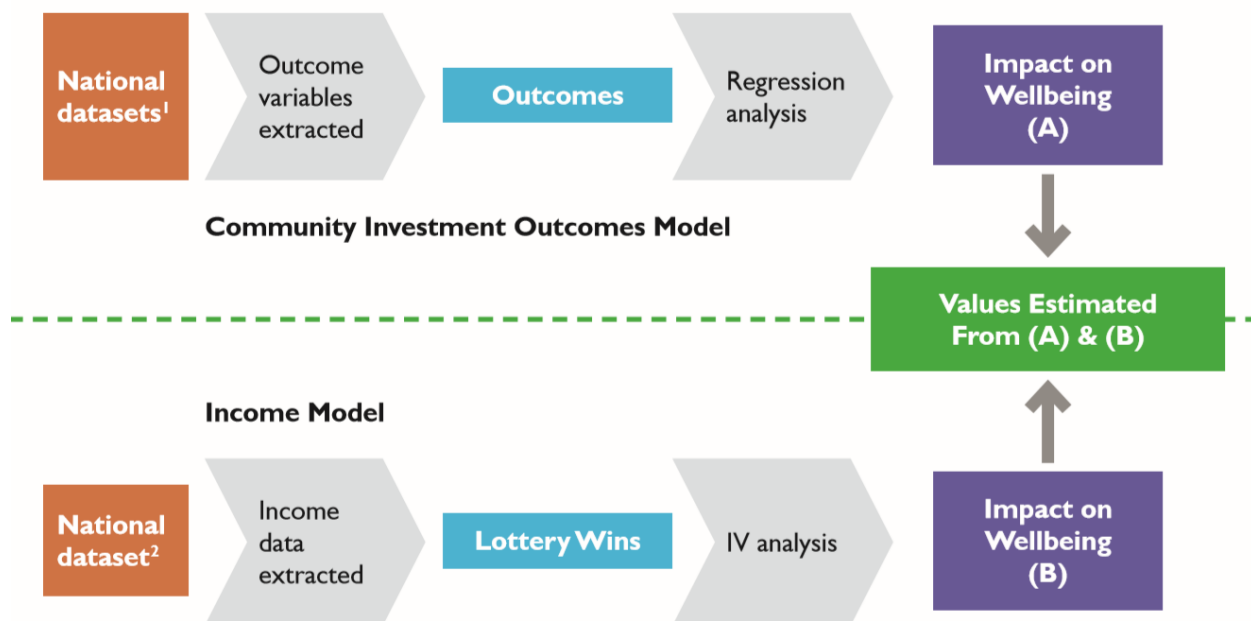 National
datasets¹
Outcome
variables
extracted
Outcomes
Regression
analysis
Impact on
Wellbeing
(A)
Community Investment Outcomes Model
Values Estimated
From (A) & (B)
Income Model
National
dataset²
Income
data
extracted
Lottery Wins
IV analysis
Impact on
Wellbeing
(B)